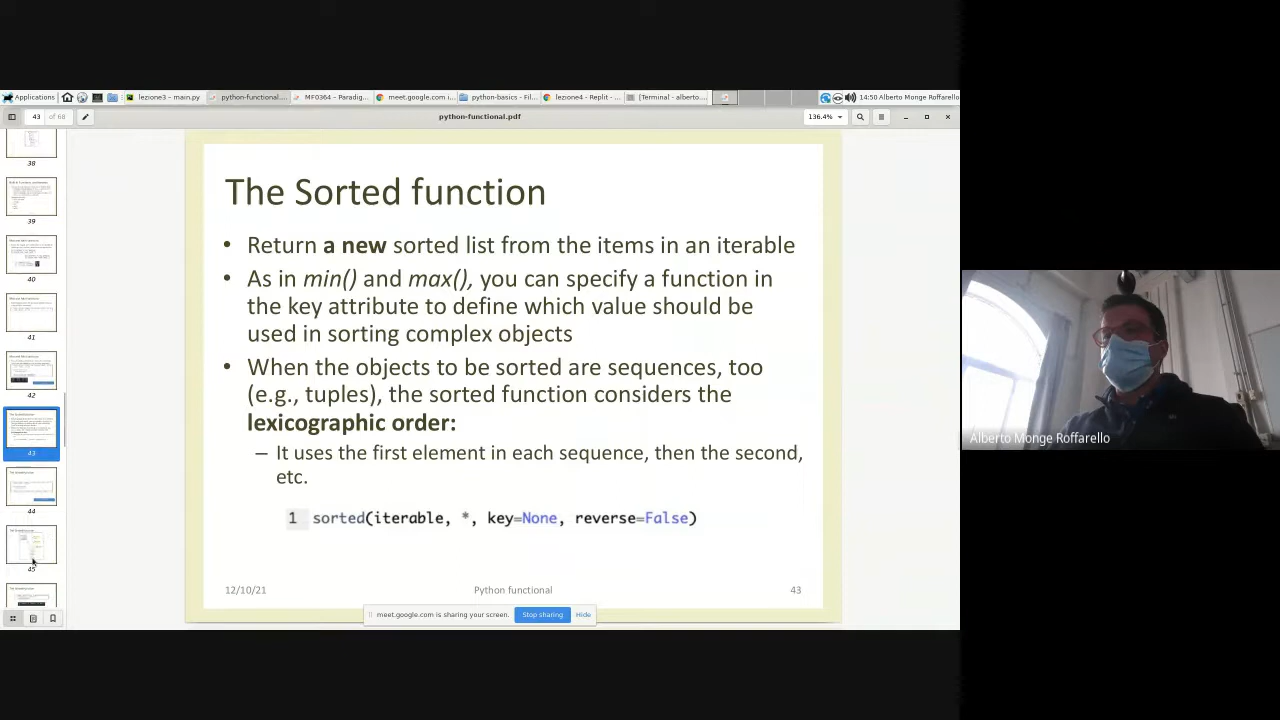 Applications
lezione3 – main.py
python-functional....
MF0364 - Paradig...
meet.google.com i...
python-basics - Fil...
lezione4 - Replit - ...
[Terminal - alberto....
14:50 Alberto Monge Roffarello
43 of 68
python-functional.pdf
136.4%
38
39
40
41
42
43
44
45
The Sorted function
• Return a new sorted list from the items in an iterable
• As in min() and max(), you can specify a function in
the key attribute to define which value should be
used in sorting complex objects
• When the objects to be sorted are sequences, too
(e.g., tuples), the sorted function considers the
lexicographic order:
– It uses the first element in each sequence, then the second,
etc.
1 sorted(iterable, *, key=None, reverse=False)
12/10/21 Python functional 43
meet.google.com is sharing your screen. Stop sharing Hide
Alberto Monge Roffarello